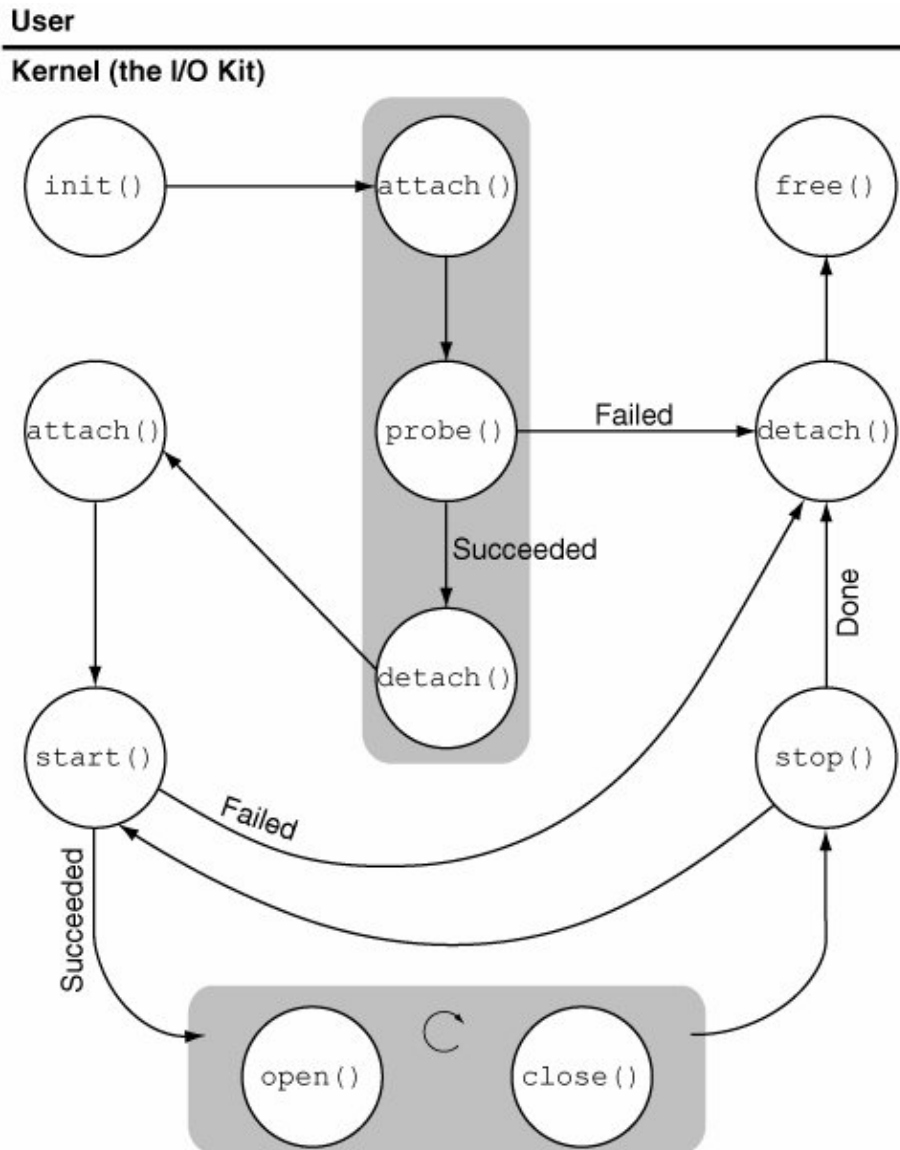 User
Kernel (the I/O Kit)
init()
attach()
free()
attach()
probe()
Failed
detach()
Succeeded
Done
detach()
start()
stop()
Failed
Succeeded
open()
close()